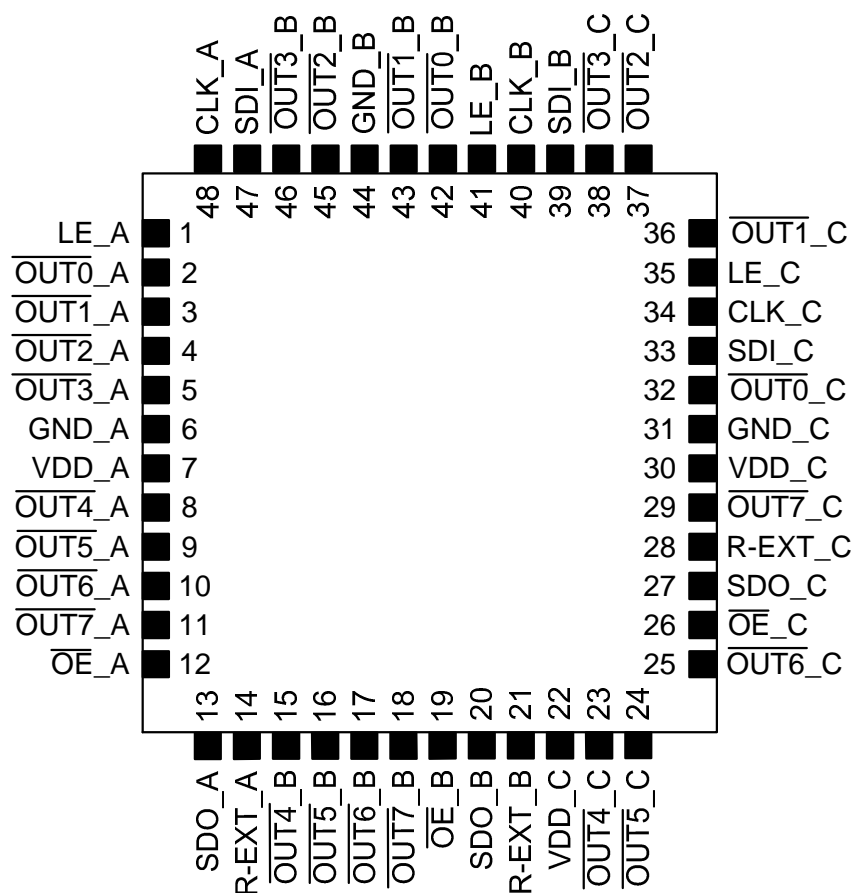 CLK_A
SDI_A
OUT3_B
OUT2_B
GND_B
OUT1_B
OUT0_B
LE_B
CLK_B
SDI_B
OUT3_C
OUT2_C
48
47
46
45
44
43
42
41
40
39
38
37
LE_A 1
OUT0_A 2
OUT1_A 3
OUT2_A 4
OUT3_A 5
GND_A 6
VDD_A 7
OUT4_A 8
OUT5_A 9
OUT6_A 10
OUT7_A 11
OE_A 12
36 OUT1_C
35 LE_C
34 CLK_C
33 SDI_C
32 OUT0_C
31 GND_C
30 VDD_C
29 OUT7_C
28 R-EXT_C
27 SDO_C
26 OE_C
25 OUT6_C
13
14
15
16
17
18
19
20
21
22
23
24
SDO_A
R-EXT_A
OUT4_B
OUT5_B
OUT6_B
OUT7_B
OE_B
SDO_B
R-EXT_B
VDD_C
OUT4_C
OUT5_C